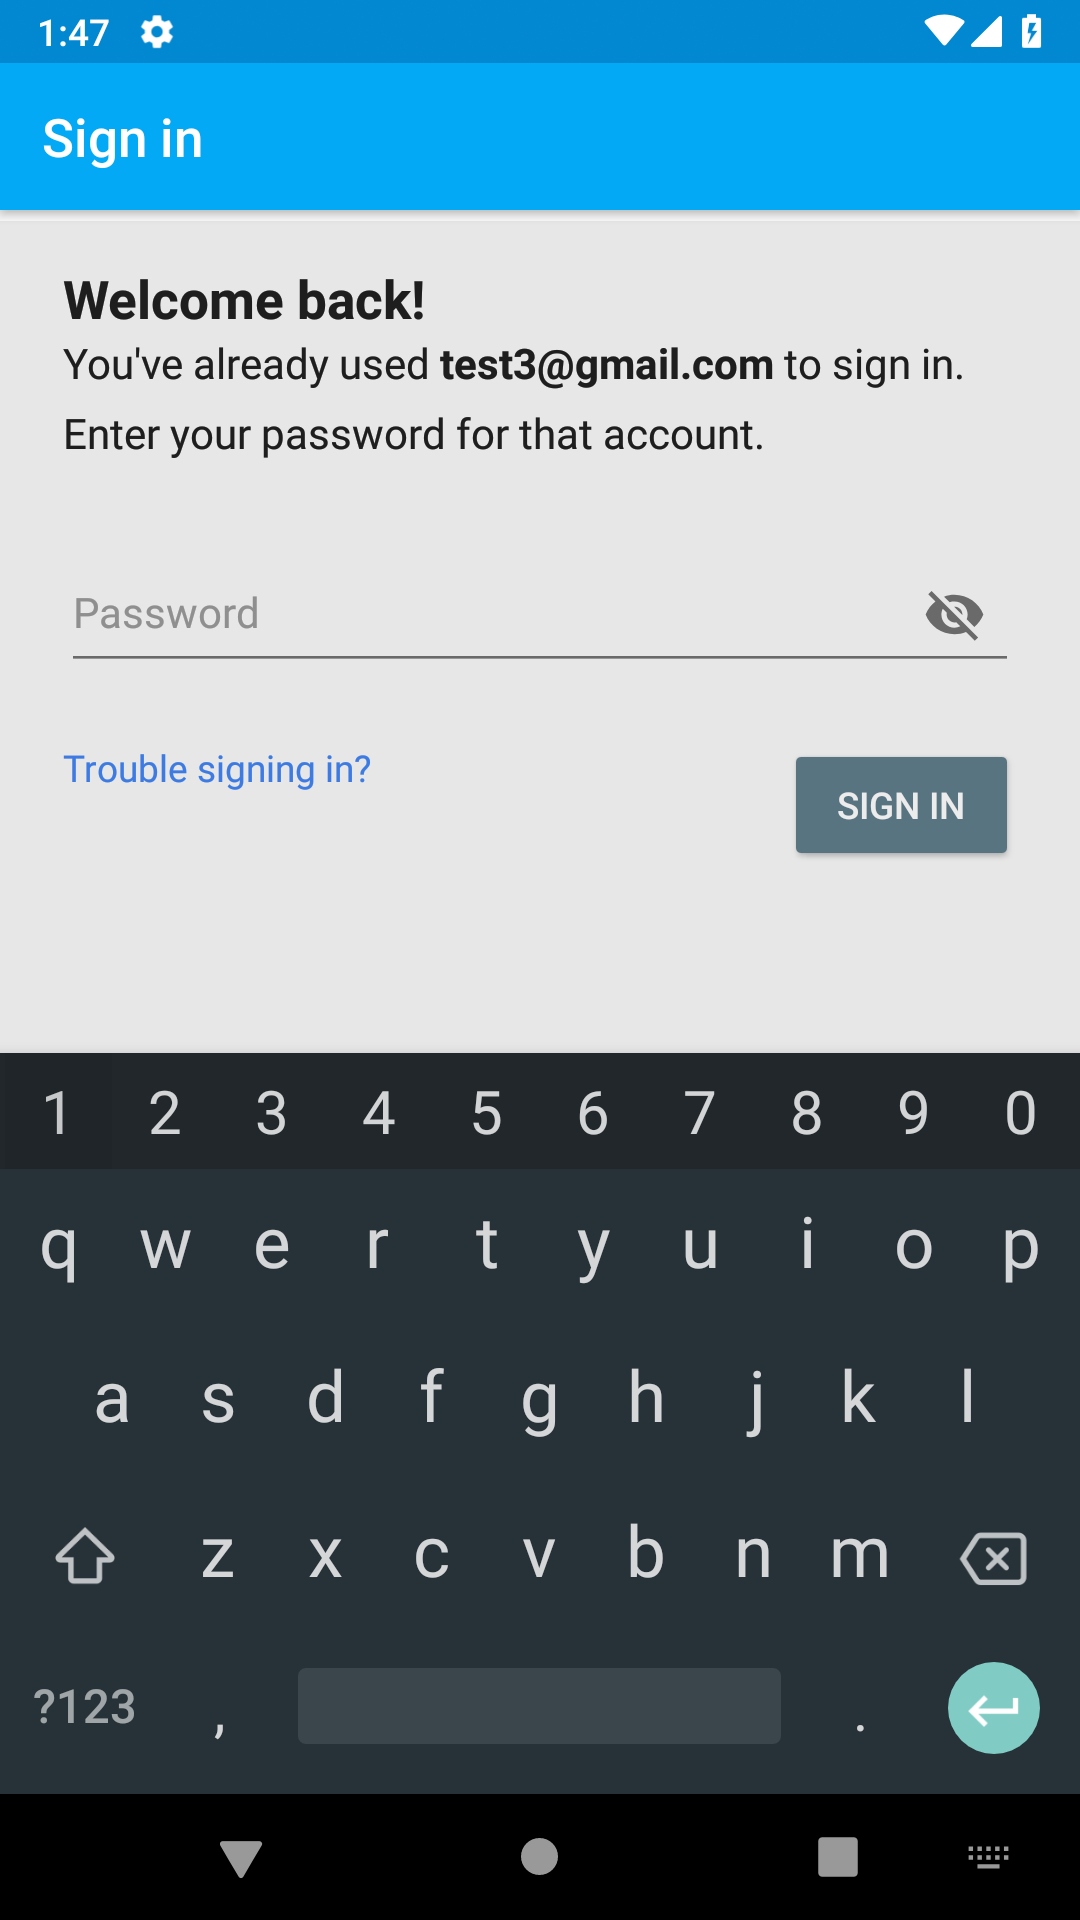 1:47
Sign in
Welcome back!
You've already used test3@gmail.com to sign in.
Enter your password for that account.
Password
Trouble signing in?
SIGN IN
1 2 3 4 5 6 7 8 9 0
q w e r t y u i o p
a s d f g h j k l
z x c v b n m
?123 , .